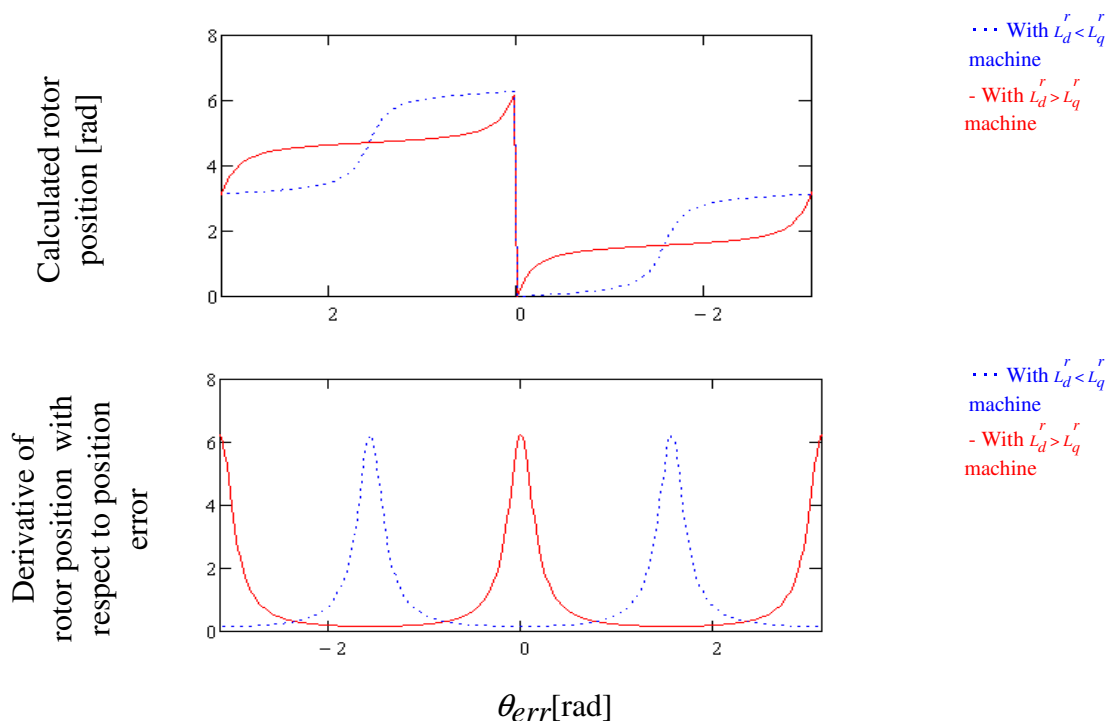 Calculated rotor
position [rad]
8
6
4
2
0
2
0
−2
··· With L_d^r < L_q^r
machine
- With L_d^r > L_q^r
machine
Derivative of
rotor position with
respect to position
error
8
6
4
2
0
−2
0
2
··· With L_d^r < L_q^r
machine
- With L_d^r > L_q^r
machine
θ_err[rad]